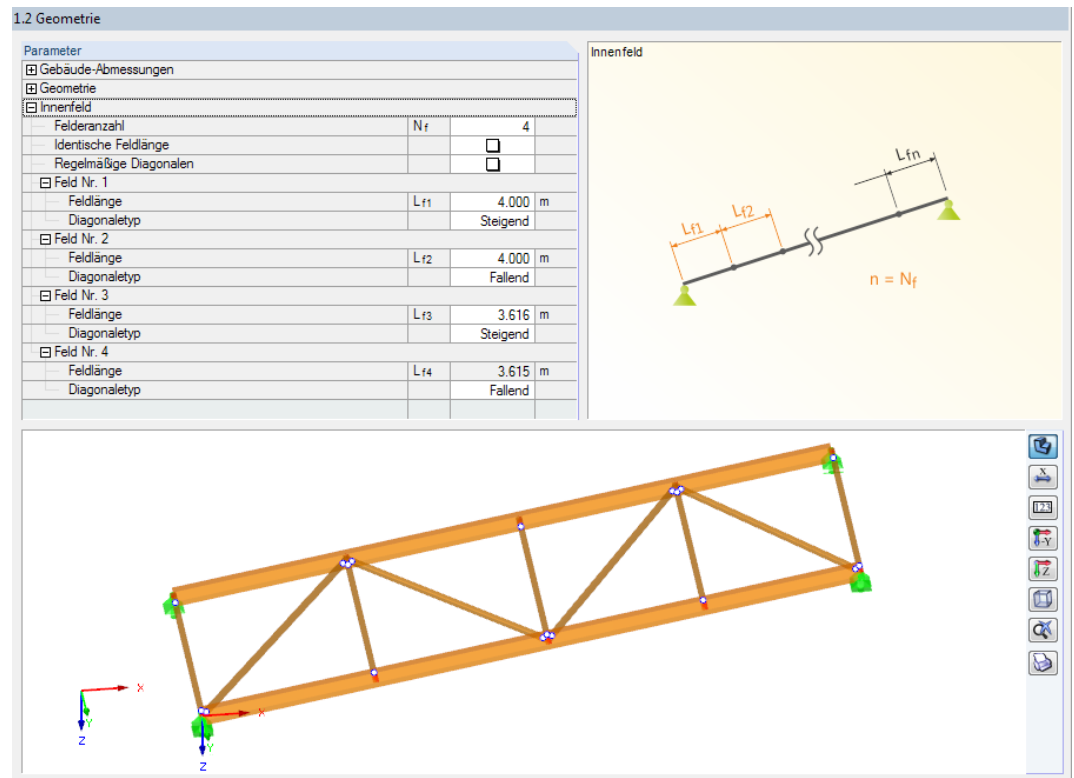 1.2 Geometrie
Parameter
Gebäude-Abmessungen
Geometrie
Innenfeld
Felderanzahl Nf 4
Identische Feldlänge
Regelmäßige Diagonalen
Feld Nr. 1
Feldlänge Lf1 4.000 m
Diagonaletyp Steigend
Feld Nr. 2
Feldlänge Lf2 4.000 m
Diagonaletyp Fallend
Feld Nr. 3
Feldlänge Lf3 3.616 m
Diagonaletyp Steigend
Feld Nr. 4
Feldlänge Lf4 3.615 m
Diagonaletyp Fallend
Innenfeld
Lfn
Lf2
Lf1
n = Nf
X
Y
Z
X
Y
Z
X
123
-Y
Z